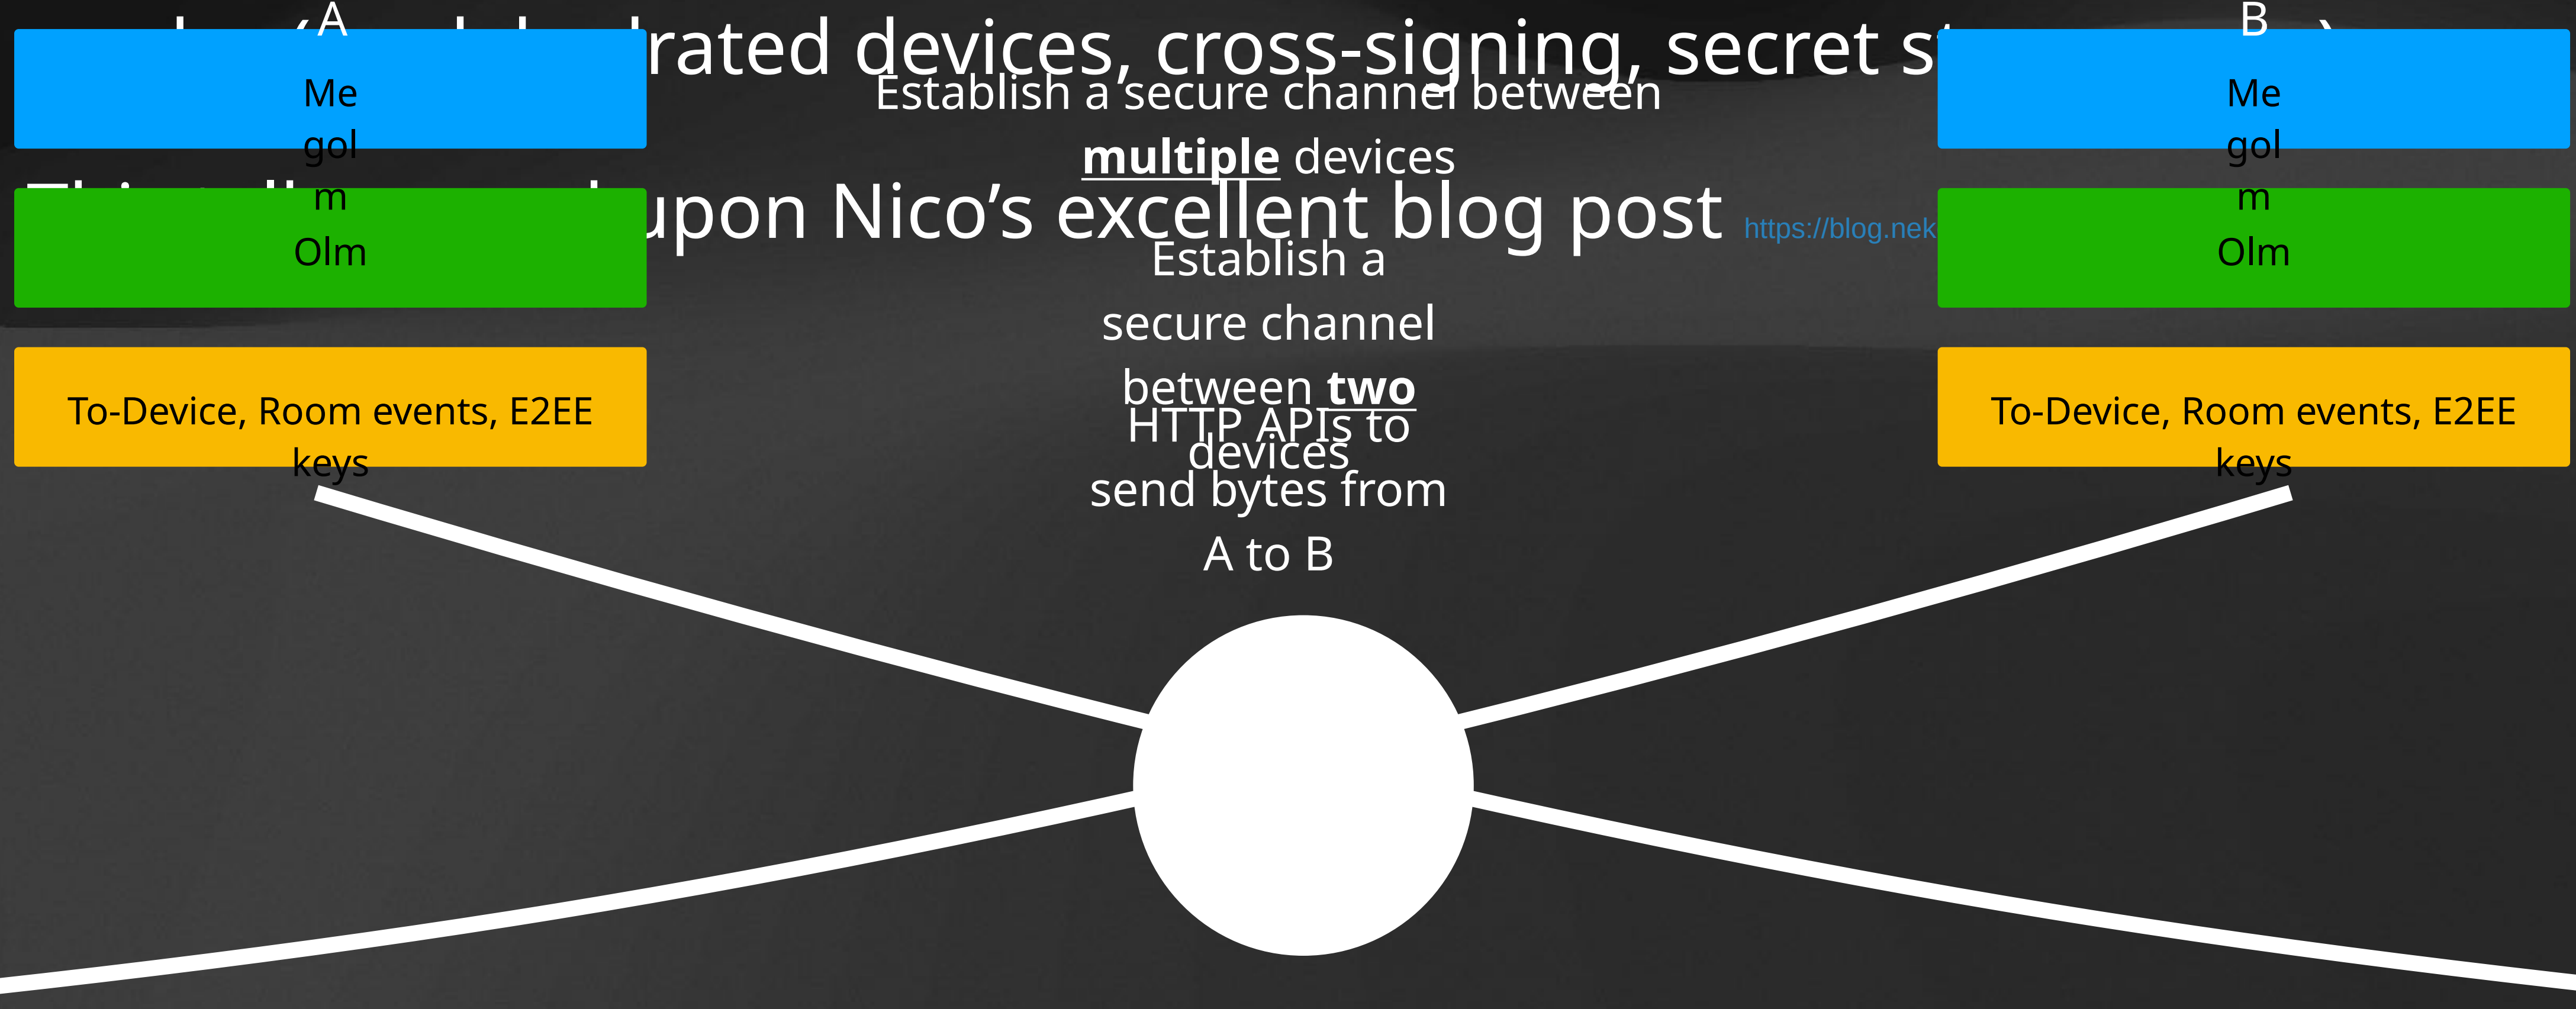 A
B
rated devices, cross-signing, secret
upon Nico’s excellent blog post https://blog.nek
Me
gol
m
Olm
To-Device, Room events, E2EE
keys
Establish a secure channel between
multiple devices
Establish a
secure channel
between two
devices
HTTP APIs to
send bytes from
A to B
Me
gol
m
Olm
To-Device, Room events, E2EE
keys